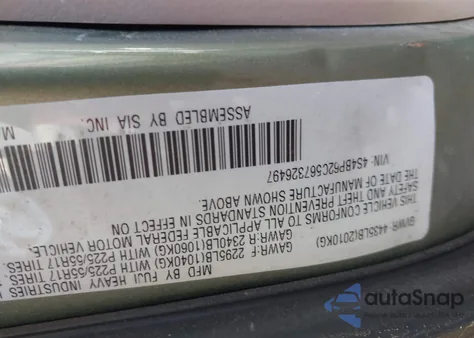 MFD BY FUJI HEAVY INDUSTRIES
GVWR: 4435LB(2010KG)
GAWR-F: 2295LB(1040KG) WITH P225/55R17 TIRES
GAWR-R: 2340LB(1060KG) WITH P225/55R17 TIRES
THIS VEHICLE CONFORMS TO ALL APPLICABLE FEDERAL MOTOR VEHICLE
SAFETY AND THEFT PREVENTION STANDARDS IN EFFECT ON
THE DATE OF MANUFACTURE SHOWN ABOVE.
VIN: 4S4BP62C567326497
ASSEMBLED BY SIA INC.
autoSnap